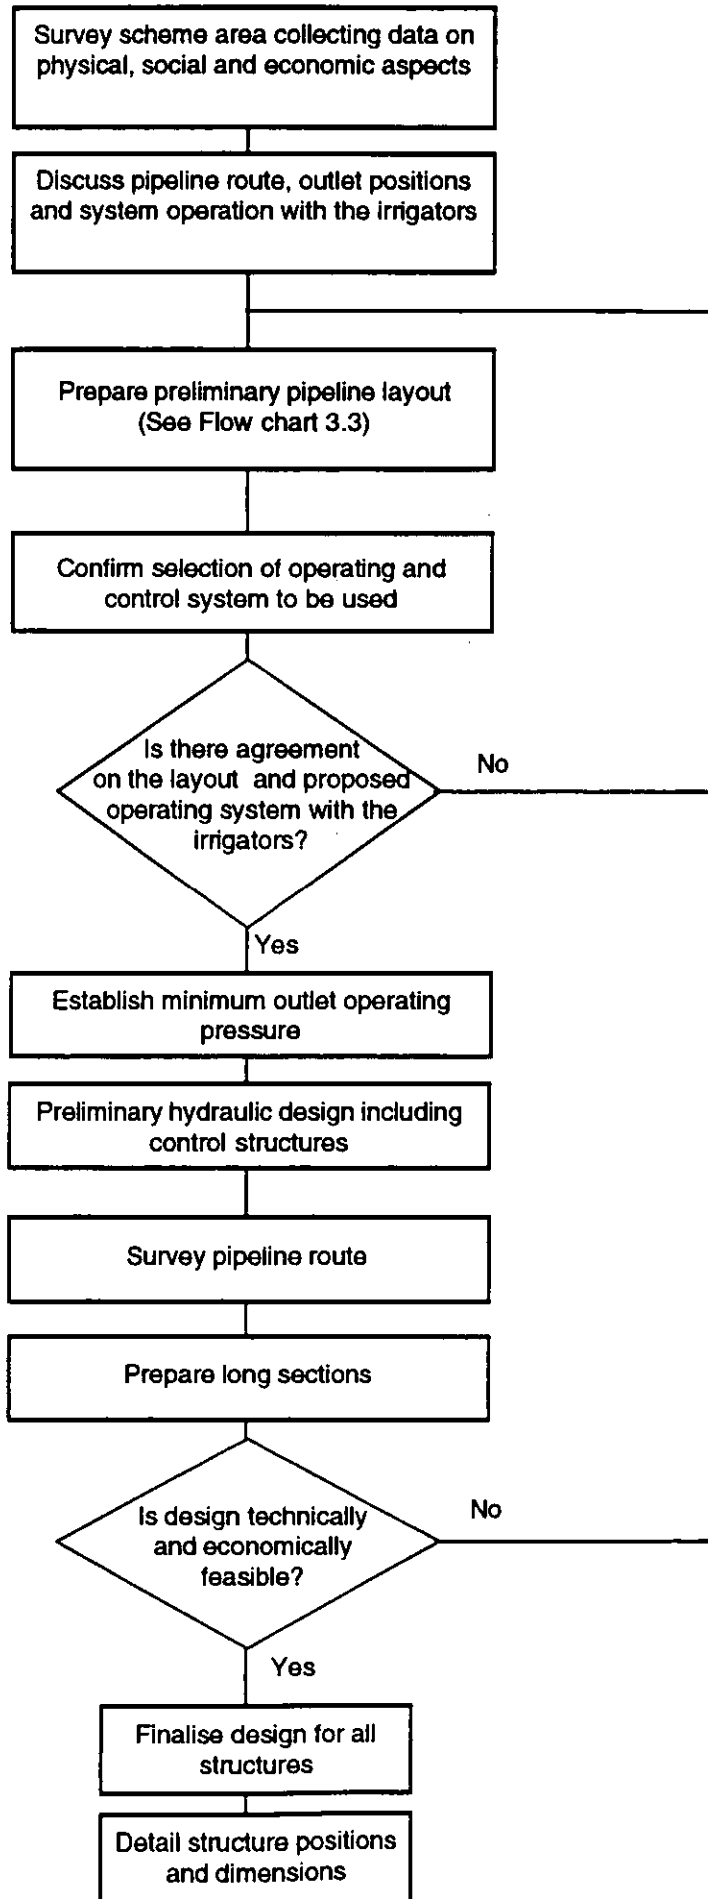 Survey scheme area collecting data on
physical, social and economic aspects
Discuss pipeline route, outlet positions
and system operation with the irrigators
Prepare preliminary pipeline layout
(See Flow chart 3.3)
Confirm selection of operating and
control system to be used
Is there agreement
on the layout and proposed
operating system with the
irrigators?
No
Yes
Establish minimum outlet operating
pressure
Preliminary hydraulic design including
control structures
Survey pipeline route
Prepare long sections
Is design technically
and economically
feasible?
No
Yes
Finalise design for all
structures
Detail structure positions
and dimensions